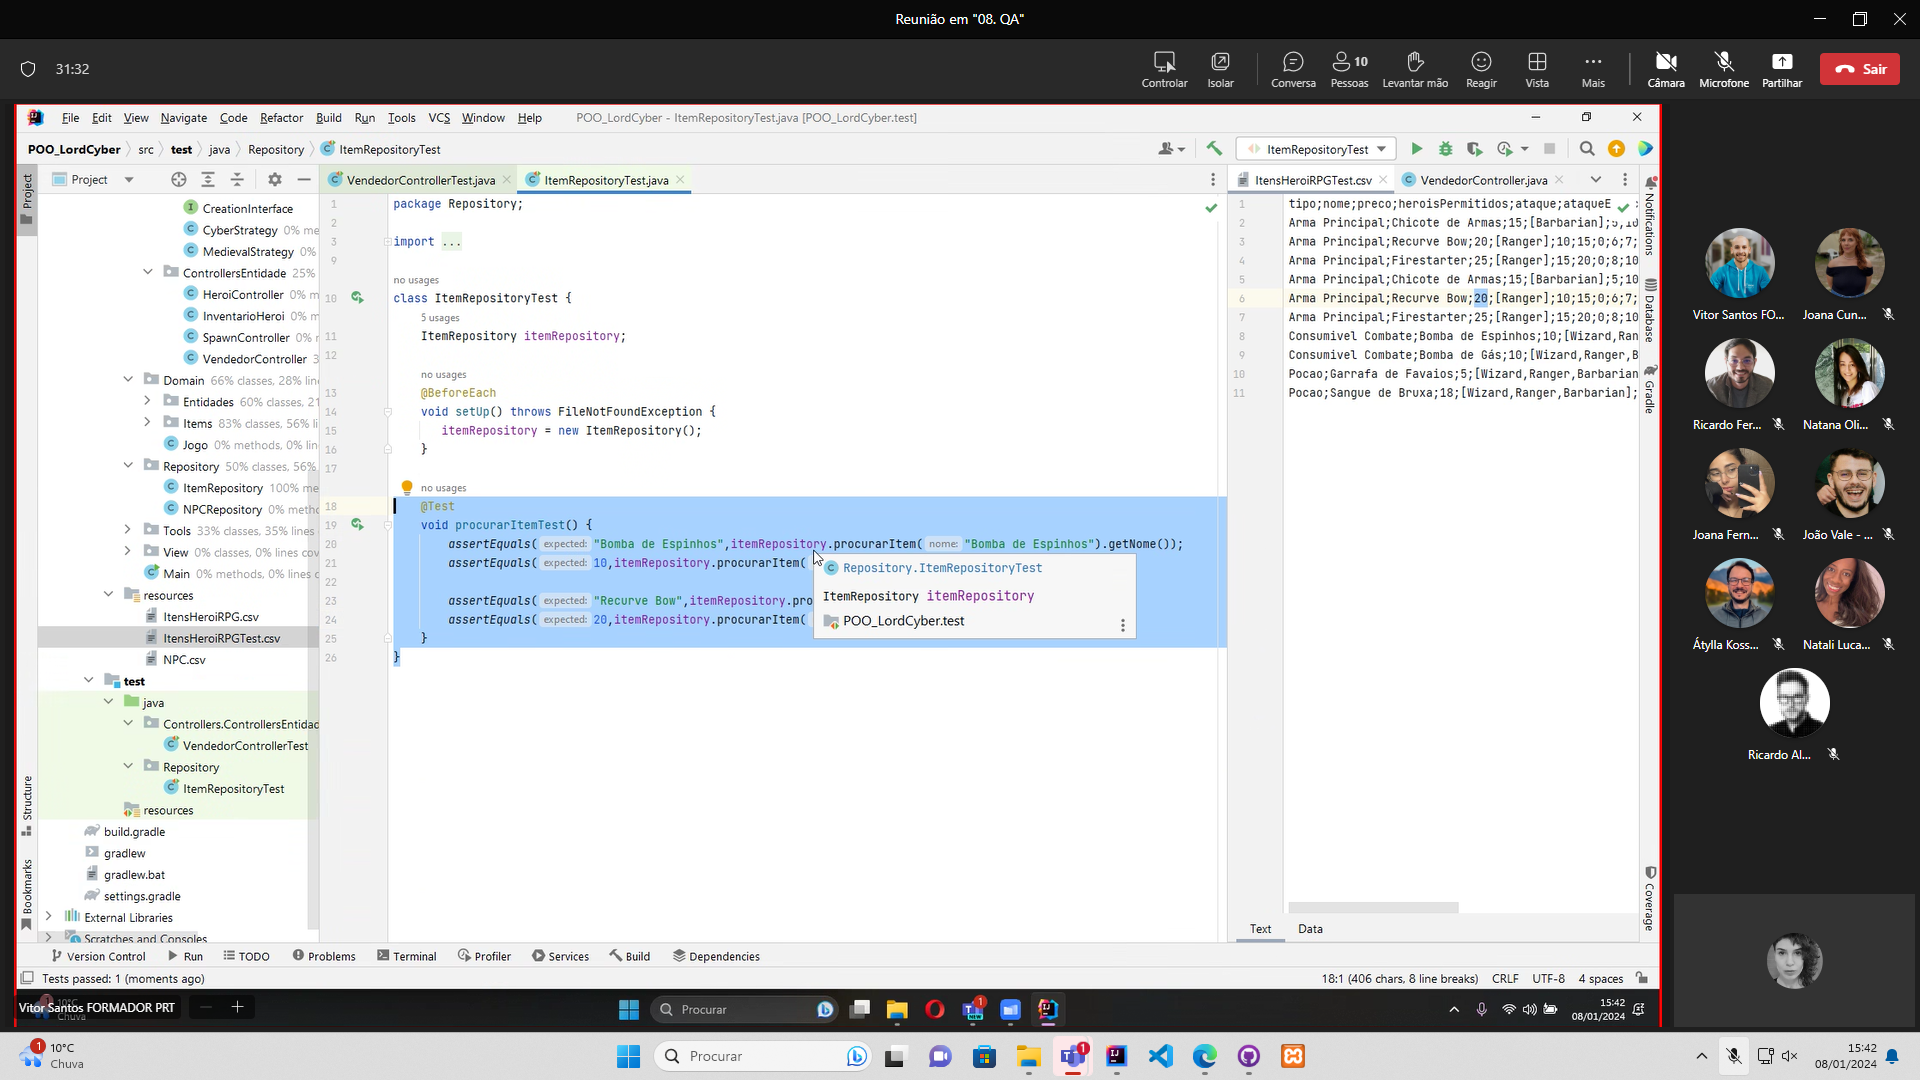 Reunião em "08. QA"
31:32
Controlar
Isolar
Conversa
10
Pessoas
Levantar mão
Reagir
Vista
Mais
Câmara
Microfone
Partilhar
Sair
File Edit View Navigate Code Refactor Build Run Tools VCS Window Help
POO_LordCyber - ItemRepositoryTest.java [POO_LordCyber.test]
POO_LordCyber src test java Repository ItemRepositoryTest
ItemRepositoryTest
Project
Project
VendedorControllerTest.java
ItemRepositoryTest.java
ItensHeroiRPGTest.csv
VendedorController.java
CreationInterface
CyberStrategy 0% me
MedievalStrategy 0%
ControllersEntidade 25%
HeroiController 0% m
InventarioHeroi 0% m
SpawnController 11
VendedorController 3
Domain 66% classes, 28% lin
Entidades 60% classes, 21
Items 83% classes, 56% li
Jogo 0% methods, 0% lin
Repository 50% classes, 56%
ItemRepository 100% me
NPCRepository 0% metho
Tools 33% classes, 35% line
View 0% classes, 0% lines co
Main 0% methods, 0% lines c
resources
ItensHeroiRPG.csv
ItensHeroiRPGTest.csv
NPC.csv
test
java
Controllers.ControllersEntidad
VendedorControllerTest
Repository
ItemRepositoryTest
resources
build.gradle
gradlew
gradlew.bat
settings.gradle
External Libraries
Scratches and Consoles
Structure
Bookmarks
1 package Repository;
2
3 import ...
9
no usages
10 class ItemRepositoryTest {
5 usages
11 ItemRepository itemRepository;
12
no usages
13 @BeforeEach
14 void setUp() throws FileNotFoundException {
15 itemRepository = new ItemRepository();
16 }
17
no usages
18 @Test
19 void procurarItemTest() {
20 assertEquals( expected: "Bomba de Espinhos",itemRepository.procurarItem( nome: "Bomba de Espinhos").getNome());
21 assertEquals( expected: 10,itemRepository.procurarItem(
22
23 assertEquals( expected: "Recurve Bow",itemRepository.pro
24 assertEquals( expected: 20,itemRepository.procurarItem(
25 }
26 }
Repository.ItemRepositoryTest
ItemRepository itemRepository
POO_LordCyber.test
1 tipo;nome;preco;heroisPermitidos;ataque;ataqueE
2 Arma Principal;Chicote de Armas;15;[Barbarian];5;10
3 Arma Principal;Recurve Bow;20;[Ranger];10;15;0;6;7;
4 Arma Principal;Firestarter;25;[Ranger];15;20;0;8;10
5 Arma Principal;Chicote de Armas;15;[Barbarian];5;10
6 Arma Principal;Recurve Bow;20;[Ranger];10;15;0;6;7;
7 Arma Principal;Firestarter;25;[Ranger];15;20;0;8;10
8 Consumivel Combate;Bomba de Espinhos;10;[Wizard,Ran
9 Consumivel Combate;Bomba de Gás;10;[Wizard,Ranger,B
10 Pocao;Garrafa de Favaios;5;[Wizard,Ranger,Barbarian
11 Pocao;Sangue de Bruxa;18;[Wizard,Ranger,Barbarian];
Notifications
Database
Gradle
Coverage
Text Data
Version Control Run TODO Problems Terminal Profiler Services Build Dependencies
Tests passed: 1 (moments ago)
18:1 (406 chars, 8 line breaks) CRLF UTF-8 4 spaces
Vitor Santos FORMADOR PRT
10°C
Chuva
Procurar
1
NEW
15:42
08/01/2024
Vitor Santos FO...
Joana Cun...
Ricardo Fer...
Natana Oli...
Joana Fern...
João Vale - ...
Átylla Koss...
Natali Luca...
Ricardo Al...
1
10°C
Chuva
Procurar
1
15:42
08/01/2024